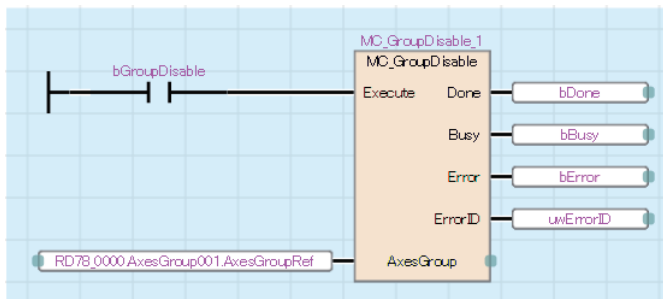 MC_GroupDisable_1
MC_GroupDisable
bGroupDisable
Execute Done bDone
Busy bBusy
Error bError
ErrorID uwErrorID
RD78_0000.AxesGroup001.AxesGroupRef AxesGroup